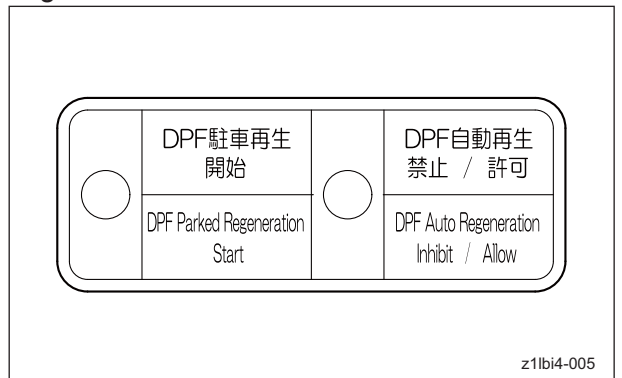 DPF駐車再生
開始
DPF Parked Regeneration
Start
DPF自動再生
禁止 / 許可
DPF Auto Regeneration
Inhibit / Allow
z1lbi4-005